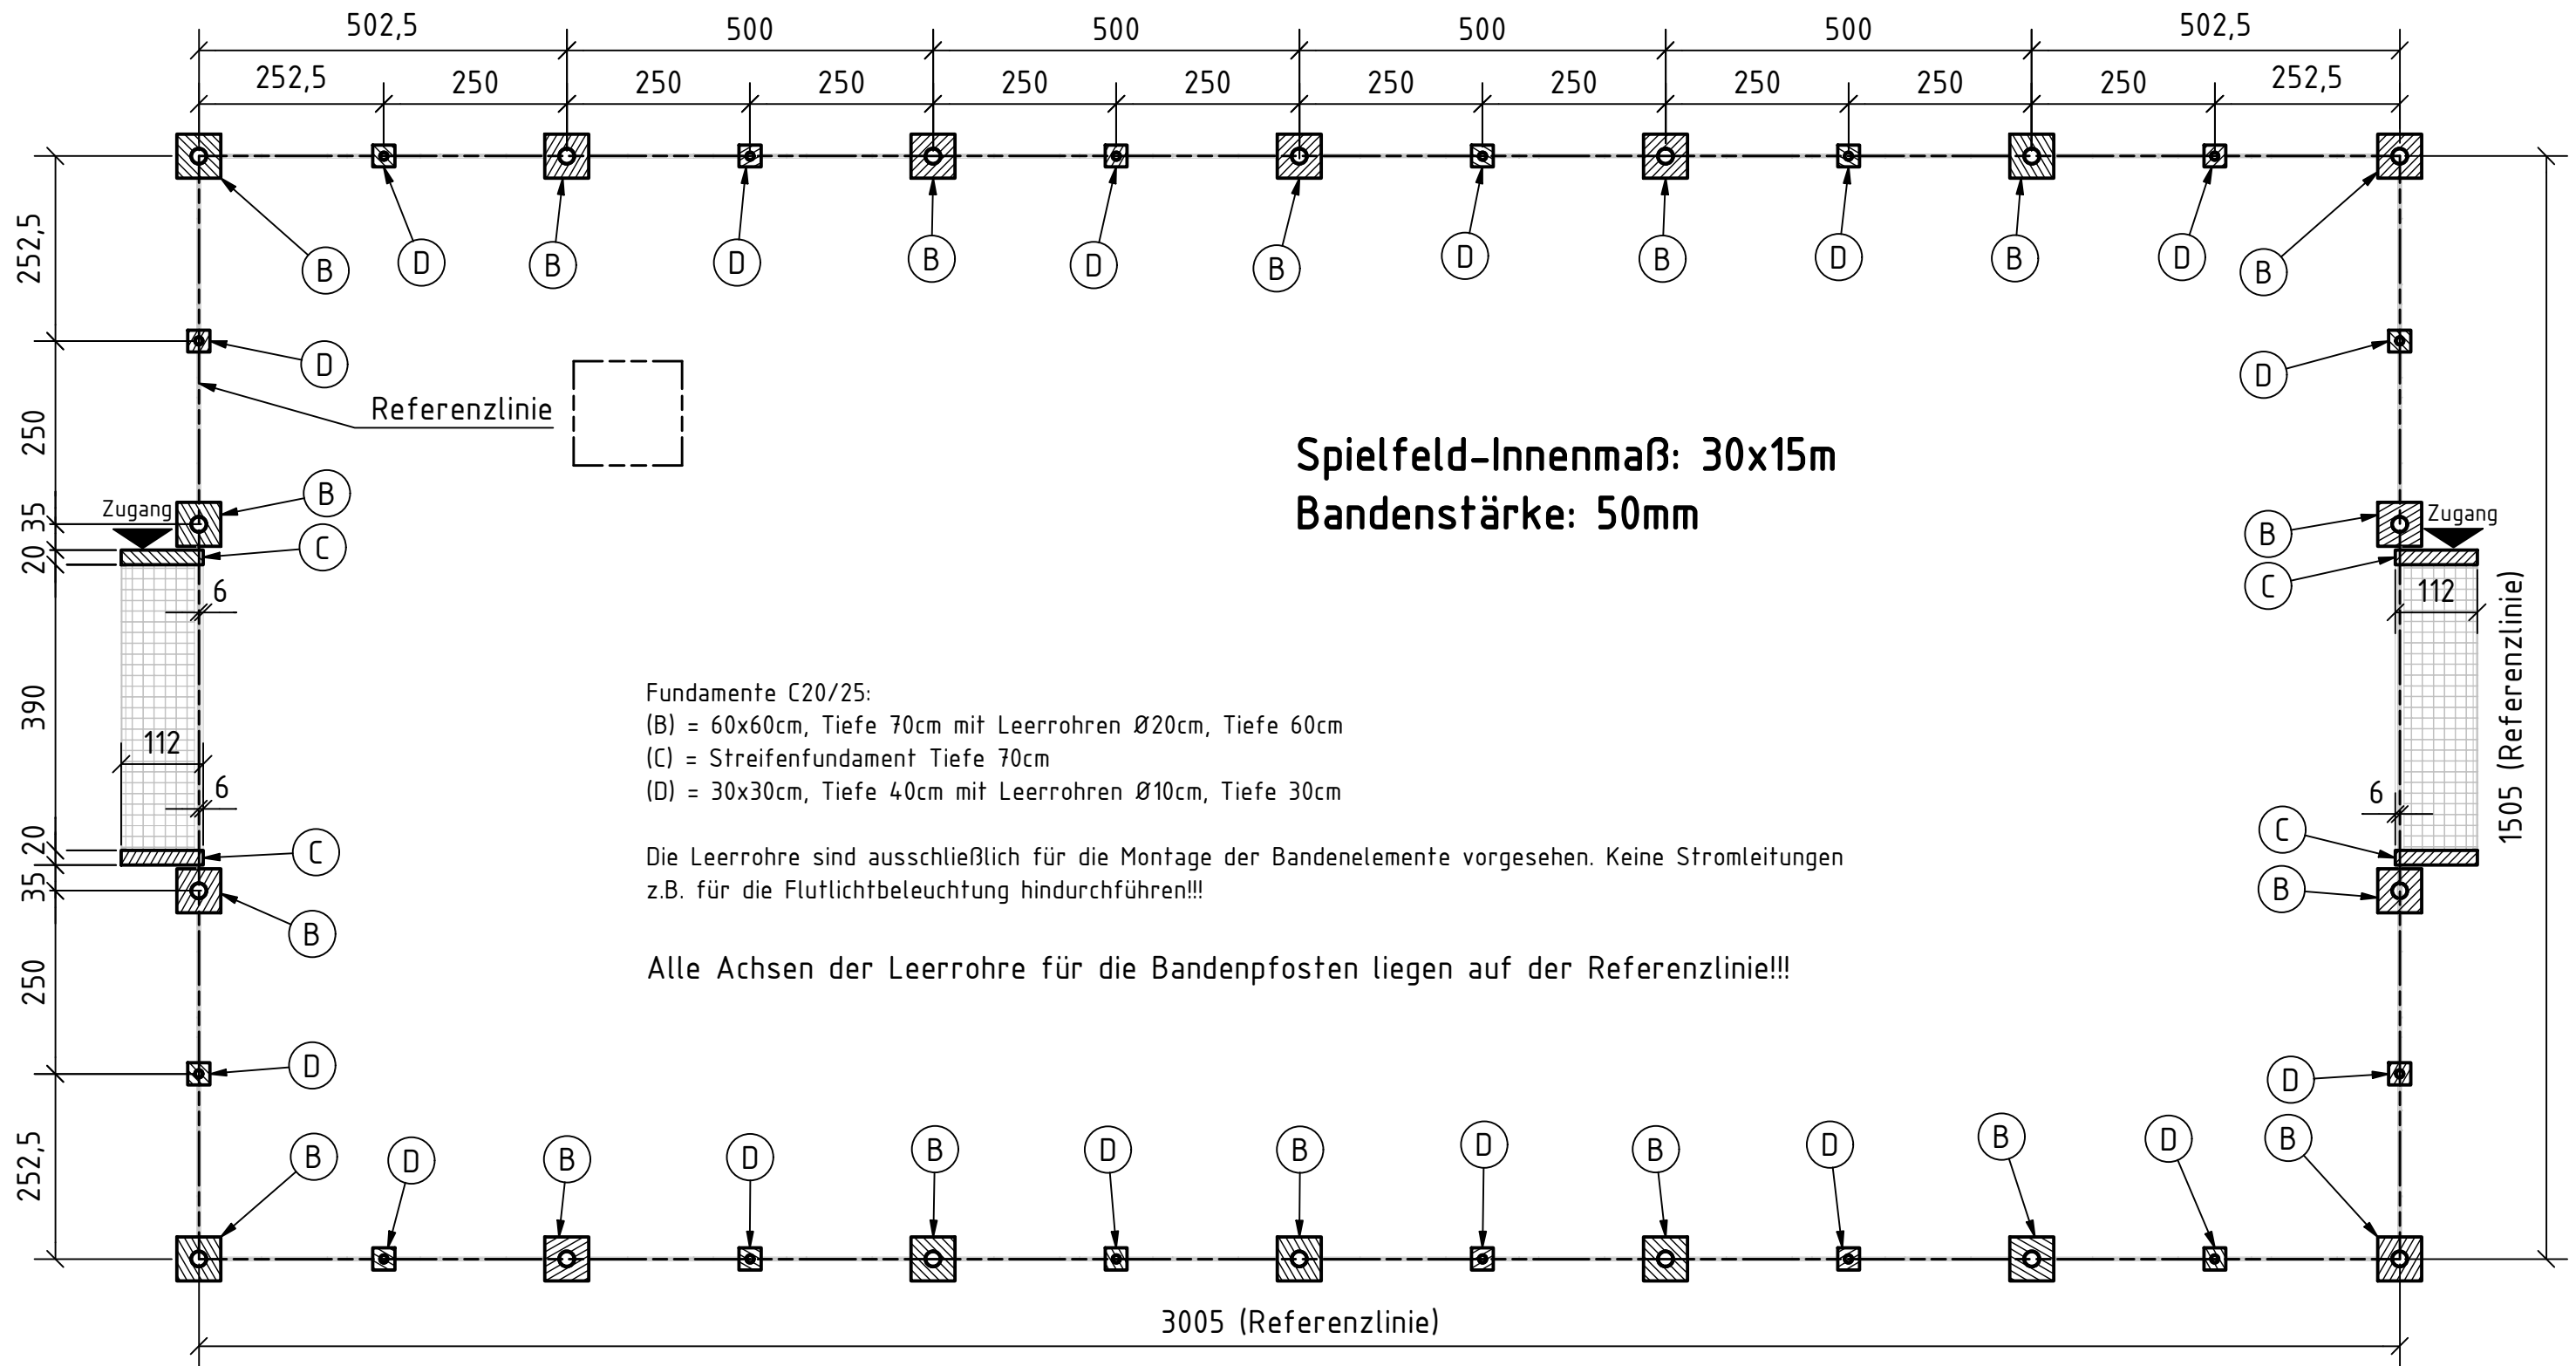 502,5 500 500 500 500 502,5
252,5 250 250 250 250 250 250 250 250 250 250 252,5
B D B D B D B D B D B D B
252,5
D D
Referenzlinie
250
Spielfeld-Innenmaß: 30x15m
Bandenstärke: 50mm
B B
35 Zugang Zugang
20 C C
6 112
1505 (Referenzlinie)
390
Fundamente C20/25:
(B) = 60x60cm, Tiefe 70cm mit Leerrohren Ø20cm, Tiefe 60cm
(C) = Streifenfundament Tiefe 70cm
(D) = 30x30cm, Tiefe 40cm mit Leerrohren Ø10cm, Tiefe 30cm
112
6 6
20 C C
Die Leerrohre sind ausschließlich für die Montage der Bandenelemente vorgesehen. Keine Stromleitungen
z.B. für die Flutlichtbeleuchtung hindurchführen!!!
35 B B
Alle Achsen der Leerrohre für die Bandenpfosten liegen auf der Referenzlinie!!!
250
D D
252,5
B D B D B D B D B D B D B
3005 (Referenzlinie)